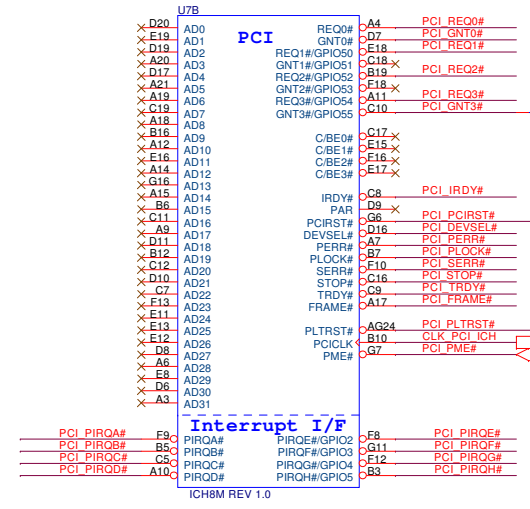 U7B
D20 AD0 REQ0# A4 PCI_REQ0#
E19 AD1 PCI GNT0# D7 PCI_GNT0#
D19 AD2 REQ1#/GPIO50 E18 PCI_REQ1#
A20 AD3 GNT1#/GPIO51 C18
D17 AD4 REQ2#/GPIO52 B19 PCI_REQ2#
A21 AD5 GNT2#/GPIO53 F18
A19 AD6 REQ3#/GPIO54 A11 PCI_REQ3#
C19 AD7 GNT3#/GPIO55 C10 PCI_GNT3#
A18 AD8
B16 AD9 C/BE0# C17
A12 AD10 C/BE1# E15
E16 AD11 C/BE2# F16
A14 AD12 C/BE3# E17
G16 AD13
A15 AD14 IRDY# C8 PCI_IRDY#
B6 AD15 PAR D9
C11 AD16 PCIRST# G6 PCI_PCIRST#
A9 AD17 DEVSEL# D16 PCI_DEVSEL#
D11 AD18 PERR# A7 PCI_PERR#
B12 AD19 PLOCK# B7 PCI_PLOCK#
C12 AD20 SERR# F10 PCI_SERR#
D10 AD21 STOP# C16 PCI_STOP#
C7 AD22 TRDY# C9 PCI_TRDY#
F13 AD23 FRAME# A17 PCI_FRAME#
E11 AD24
E13 AD25 PLTRST# AG24 PCI_PLTRST#
E12 AD26 PCICLK B10 CLK_PCI_ICH
D8 AD27 PME# G7 PCI_PME#
A6 AD28
E8 AD29
D6 AD30
A3 AD31
Interrupt I/F
PCI_PIRQA# F9 PIRQA# PIRQE#/GPIO2 F8 PCI_PIRQE#
PCI_PIRQB# B5 PIRQB# PIRQF#/GPIO3 G11 PCI_PIRQF#
PCI_PIRQC# C5 PIRQC# PIRQG#/GPIO4 F12 PCI_PIRQG#
PCI_PIRQD# A10 PIRQD# PIRQH#/GPIO5 B3 PCI_PIRQH#
ICH8M REV 1.0